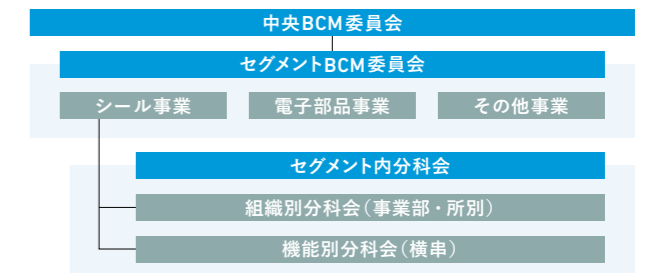 中央BCM委員会
セグメントBCM委員会
シール事業 電子部品事業 その他事業
セグメント内分科会
組織別分科会（事業部・所別）
機能別分科会（横串）